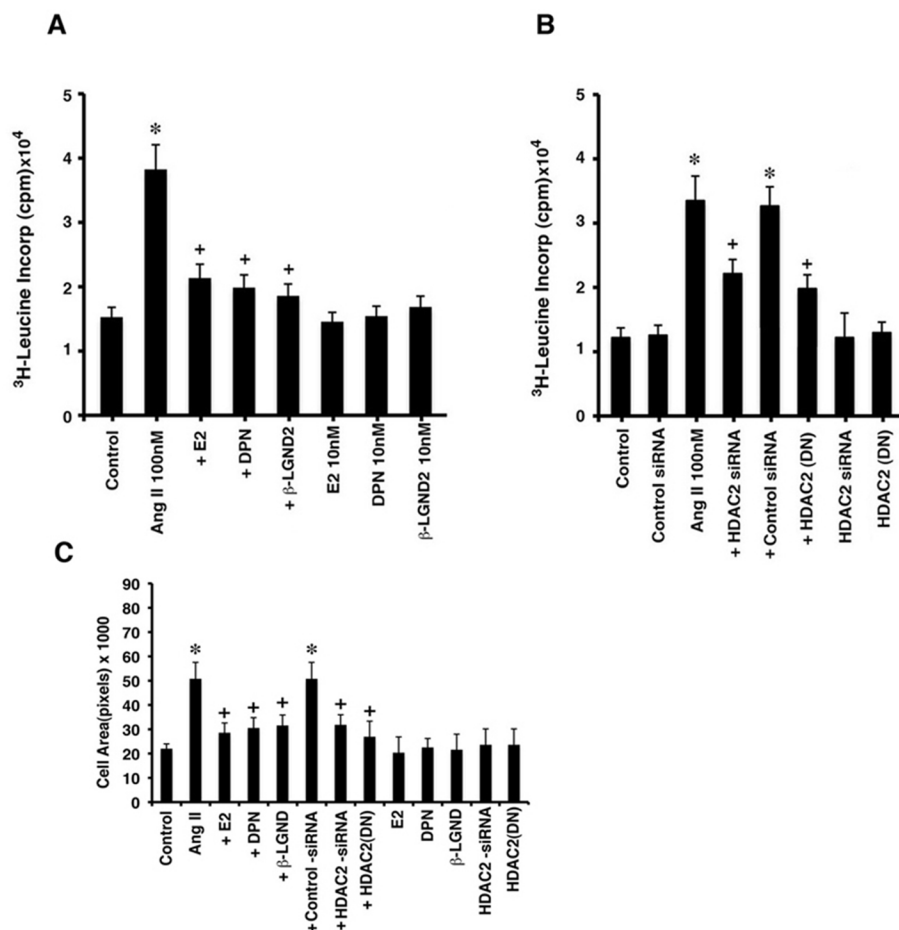 A
³H-Leucine Incorp (cpm)x10⁴
5
4
3
2
1
0
*
+
+
+
Control
Ang II 100nM
+ E2
+ DPN
+ β-LGND2
E2 10nM
DPN 10nM
β-LGND2 10nM
B
³H-Leucine Incorp (cpm)x10⁴
5
4
3
2
1
0
*
+
*
+
Control
Control siRNA
Ang II 100nM
+ HDAC2 siRNA
+Control siRNA
+ HDAC2 (DN)
HDAC2 siRNA
HDAC2 (DN)
C
Cell Area(pixels) x 1000
90
80
70
60
50
40
30
20
10
0
*
+
+
+
*
+
+
Control
Ang II
+ E2
+ DPN
+ β-LGND
+Control -siRNA
+HDAC2 -siRNA
+ HDAC2(DN)
E2
DPN
β-LGND
HDAC2 -siRNA
HDAC2(DN)